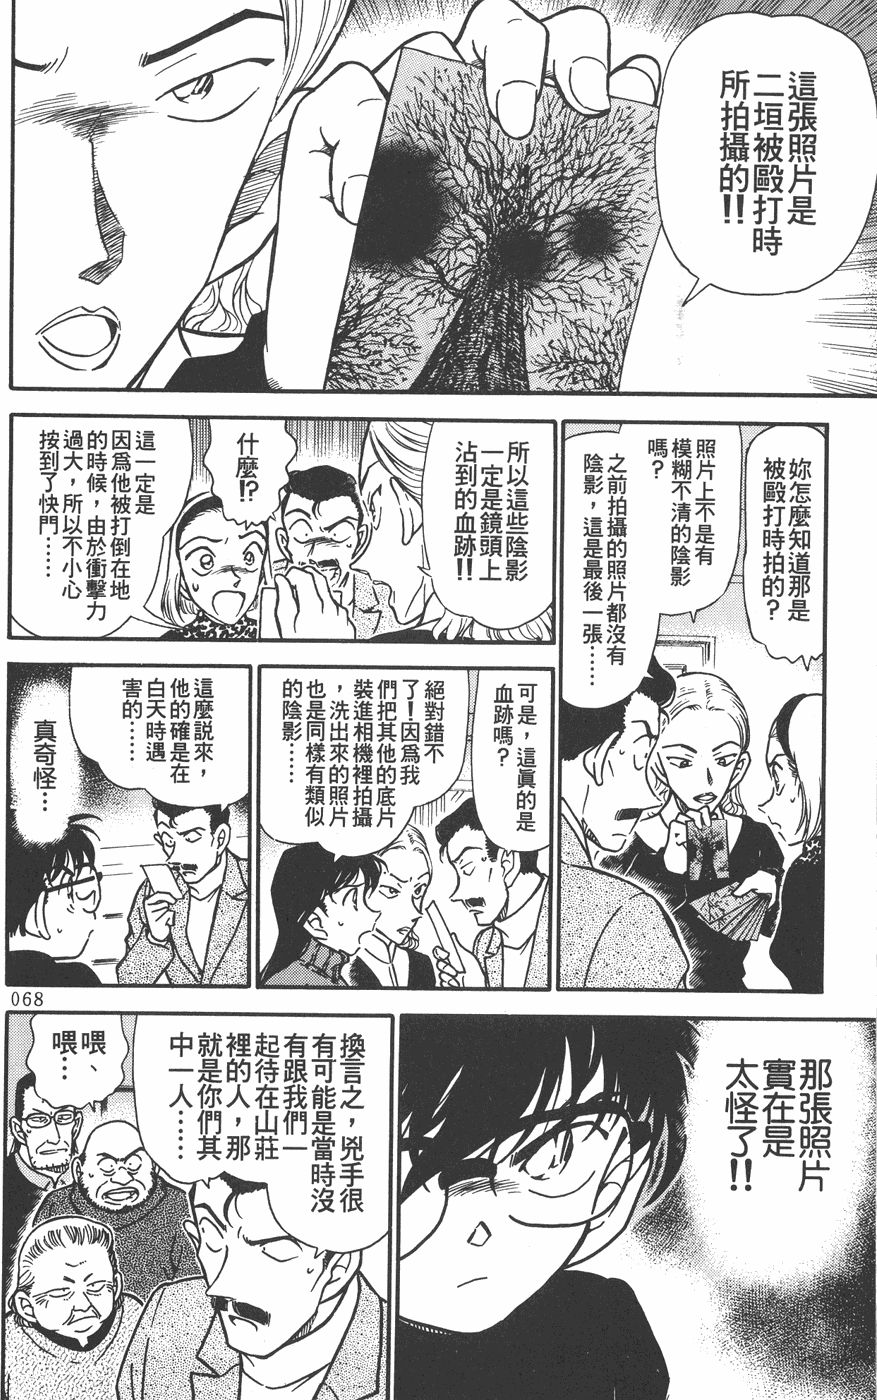 這張照片是
二垣被毆打時
所拍攝的!!
妳怎麼知道那是
被毆打時拍的？
照片上不是有
模糊不清的陰影
嗎？
之前拍攝的照片都沒有
陰影，這是最後一張……
所以這些陰影
一定是鏡頭上
沾到的血跡!!
什麼!?
這一定是
因爲他被打倒在地
的時候，由於衝擊力
過大，所以不小心
按到了快門……
可是，這眞的是
血跡嗎？
絕對錯不
了！因爲我
們把其他的底片
裝進相機裡拍攝
，洗出來的照片
也是同樣有類似
的陰影……
這麼説來，
他的確是在
白天時遇
害的…
真奇怪…
068
那張照片
實在是
太怪了!!
換言之，兇手很
有可能是當時沒
有跟我們一
起待在山莊
裡的人，那
就是你們其
中一人……
喂、
喂…